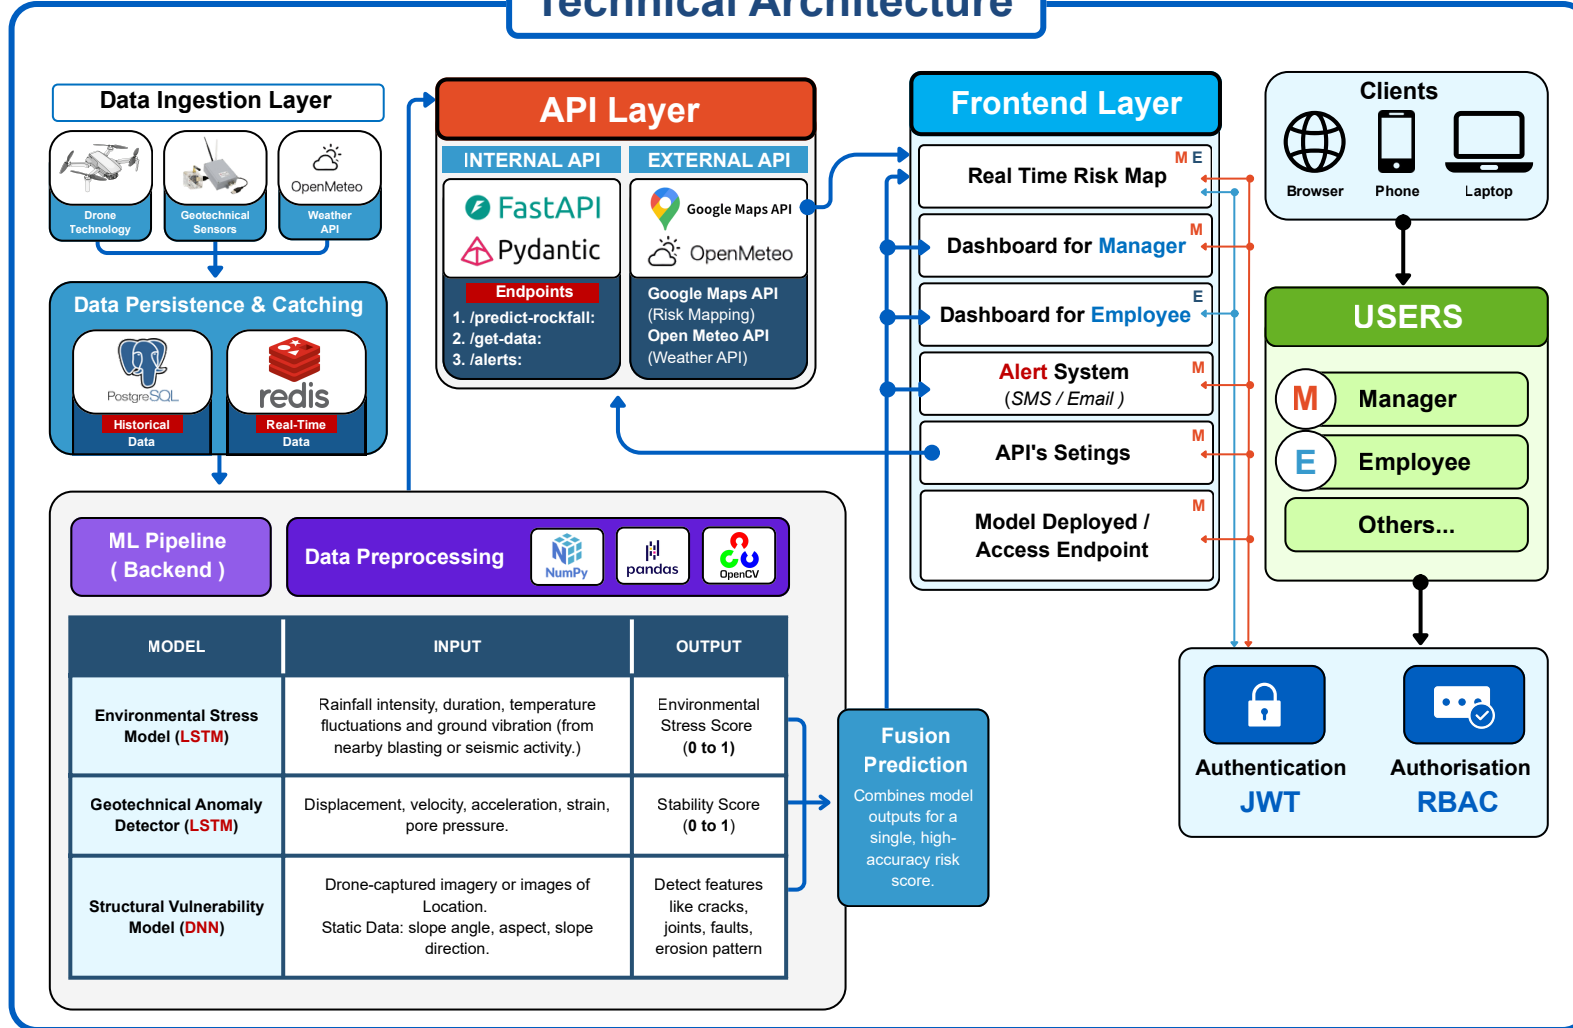 Technical Architecture
Data Ingestion Layer
Drone
Technology
Geotechnical
Sensors
OpenMeteo
Weather
API
Data Persistence & Catching
PostgreSQL
Historical
Data
redis
Real-Time
Data
API Layer
INTERNAL API
FastAPI
Pydantic
Endpoints
1. /predict-rockfall:
2. /get-data:
3. /alerts:
EXTERNAL API
Google Maps API
OpenMeteo
Google Maps API
(Risk Mapping)
Open Meteo API
(Weather API)
Frontend Layer
M E
Real Time Risk Map
M
Dashboard for Manager
E
Dashboard for Employee
M
Alert System
(SMS / Email )
M
API's Setings
M
Model Deployed /
Access Endpoint
Clients
Browser
Phone
Laptop
USERS
M Manager
E Employee
Others...
Authentication
JWT
Authorisation
RBAC
ML Pipeline
( Backend )
Data Preprocessing
NumPy
pandas
OpenCV
MODEL
INPUT
OUTPUT
Environmental Stress
Model (LSTM)
Rainfall intensity, duration, temperature
fluctuations and ground vibration (from
nearby blasting or seismic activity.)
Environmental
Stress Score
(0 to 1)
Geotechnical Anomaly
Detector (LSTM)
Displacement, velocity, acceleration, strain,
pore pressure.
Stability Score
(0 to 1)
Structural Vulnerability
Model (DNN)
Drone-captured imagery or images of
Location.
Static Data: slope angle, aspect, slope
direction.
Detect features
like cracks,
joints, faults,
erosion pattern
Fusion
Prediction
Combines model
outputs for a
single, high-
accuracy risk
score.